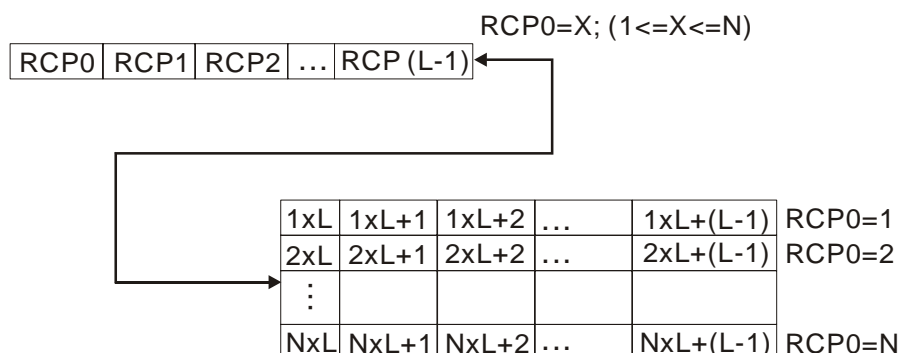 RCP0=X; (1<=X<=N)
RCP0 RCP1 RCP2 ... RCP (L-1)
1xL 1xL+1 1xL+2 ... 1xL+(L-1) RCP0=1
2xL 2xL+1 2xL+2 ... 2xL+(L-1) RCP0=2
⋮
NxL NxL+1 NxL+2 ... NxL+(L-1) RCP0=N